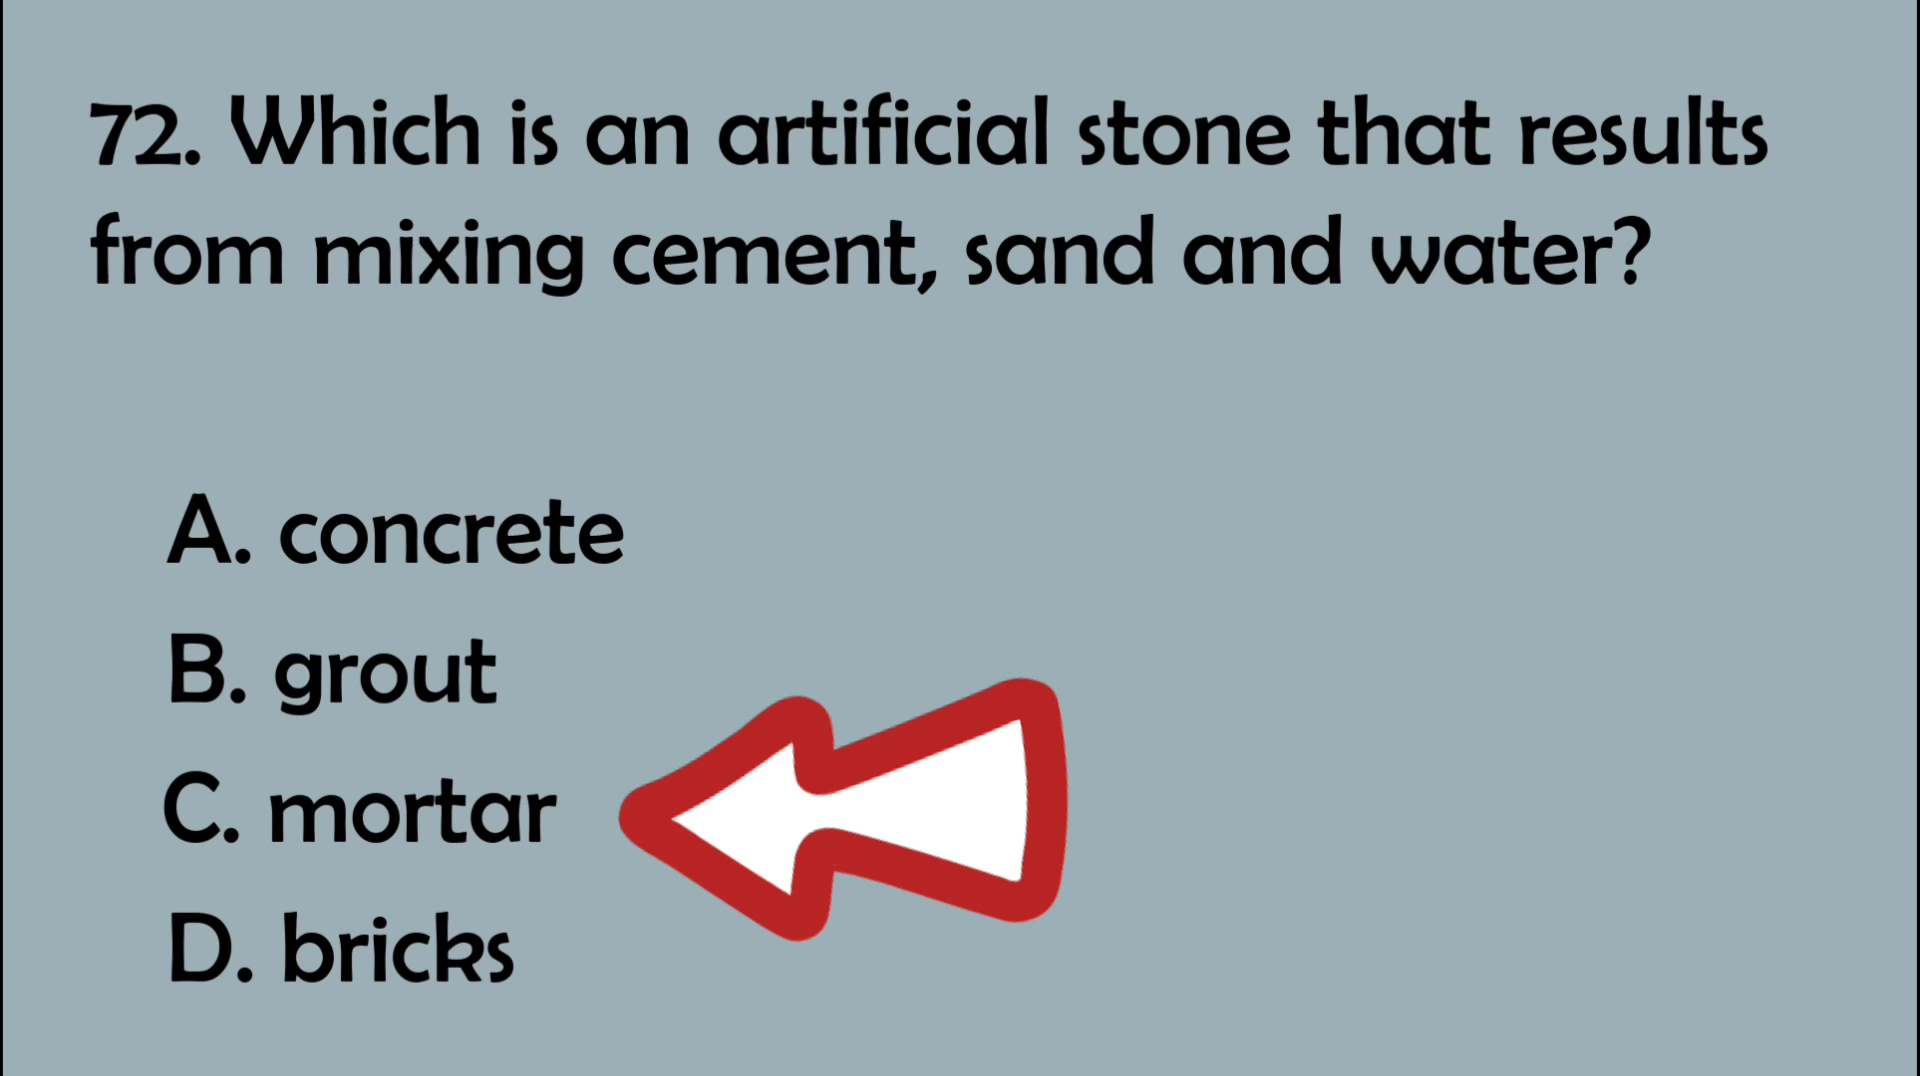 72. Which is an artificial stone that results
from mixing cement, sand and water?
A. concrete
B. grout
C. mortar
D. bricks